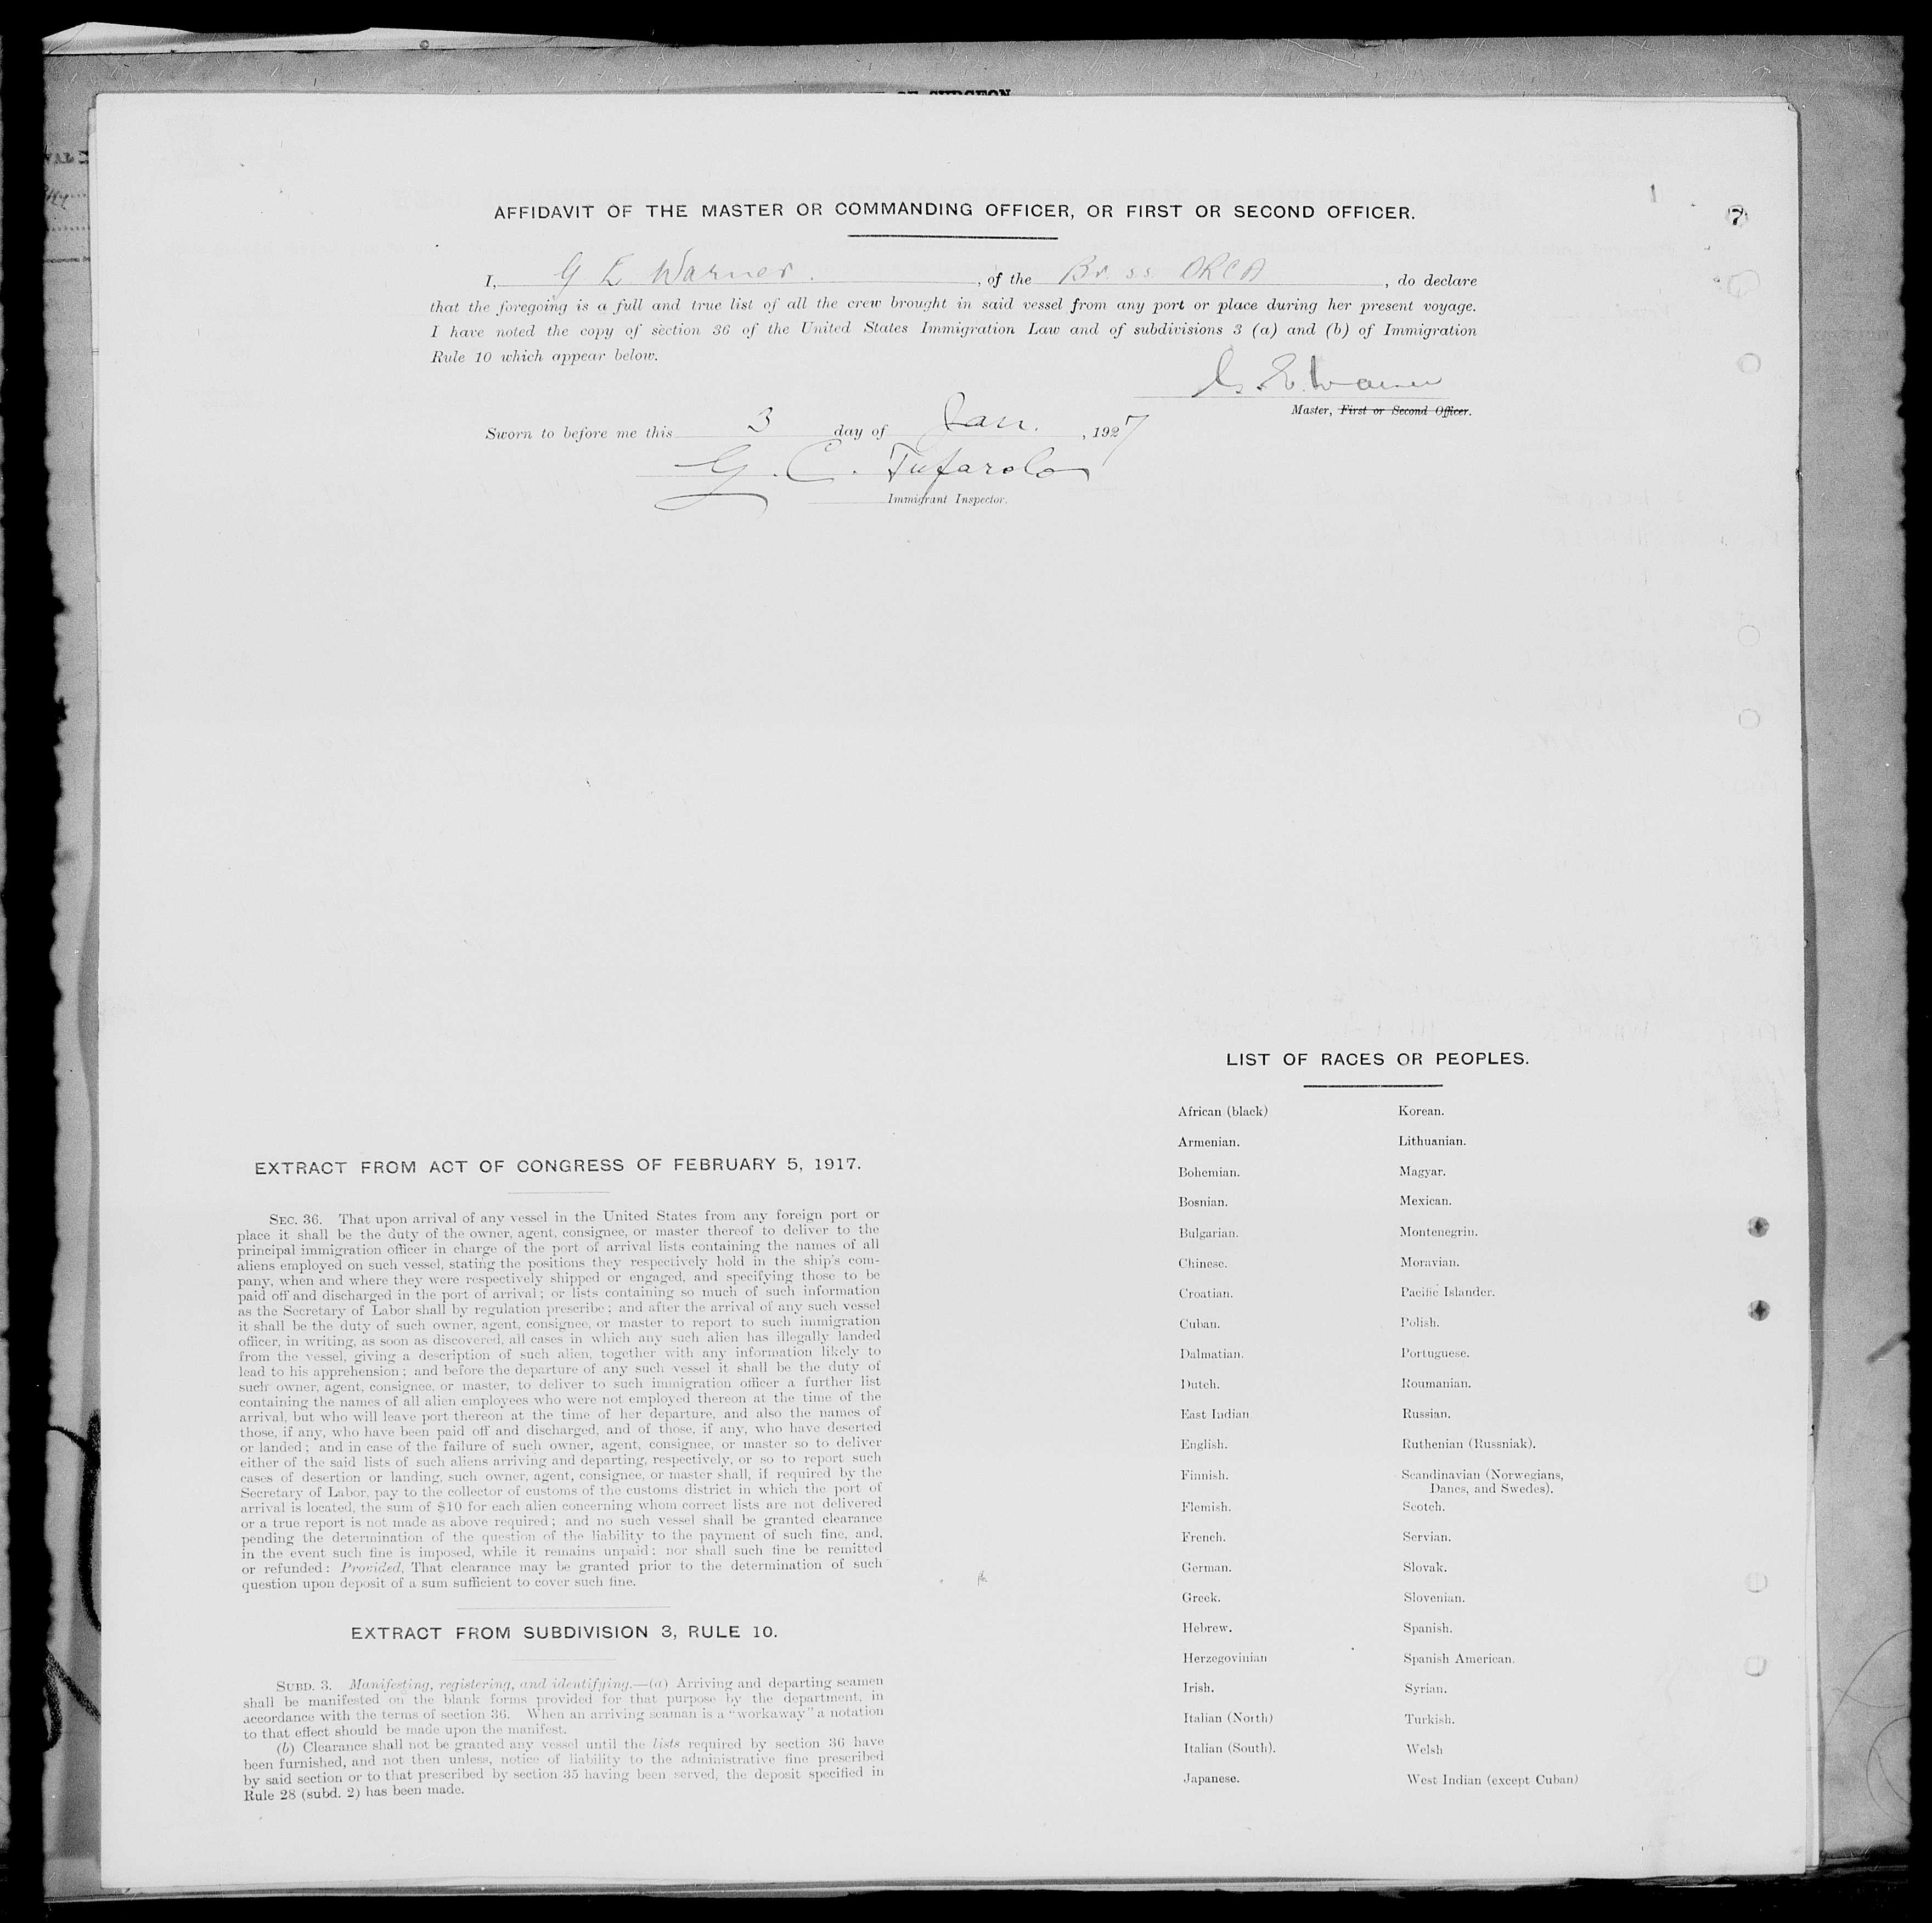 OF SURGEON
7
AFFIDAVIT OF THE MASTER OR COMMANDING OFFICER, OR FIRST OR SECOND OFFICER.
I, G E Warner. , of the Br. s.s ORCA , do declare
that the foregoing is a full and true list of all the crew brought in said vessel from any port or place during her present voyage.
I have noted the copy of section 36 of the United States Immigration Law and of subdivisions 3 (a) and (b) of Immigration
Rule 10 which appear below.
G. E. Warner
Master, First or Second Officer.
Sworn to before me this 3 day of Jan. , 1927
G. C. Tufarolo
Immigrant Inspector.
EXTRACT FROM ACT OF CONGRESS OF FEBRUARY 5, 1917.
SEC. 36. That upon arrival of any vessel in the United States from any foreign port or
place it shall be the duty of the owner, agent, consignee, or master thereof to deliver to the
principal immigration officer in charge of the port of arrival lists containing the names of all
aliens employed on such vessel, stating the positions they respectively hold in the ship's com-
pany, when and where they were respectively shipped or engaged, and specifying those to be
paid off and discharged in the port of arrival; or lists containing so much of such information
as the Secretary of Labor shall by regulation prescribe; and after the arrival of any such vessel
it shall be the duty of such owner, agent, consignee, or master to report to such immigration
officer, in writing, as soon as discovered, all cases in which any such alien has illegally landed
from the vessel, giving a description of such alien, together with any information likely to
lead to his apprehension; and before the departure of any such vessel it shall be the duty of
such owner, agent, consignee, or master, to deliver to such immigration officer a further list
containing the names of all alien employees who were not employed thereon at the time of the
arrival, but who will leave port thereon at the time of her departure, and also the names of
those, if any, who have been paid off and discharged, and of those, if any, who have deserted
or landed; and in case of the failure of such owner, agent, consignee, or master so to deliver
either of the said lists of such aliens arriving and departing, respectively, or so to report such
cases of desertion or landing, such owner, agent, consignee, or master shall, if required by the
Secretary of Labor, pay to the collector of customs of the customs district in which the port of
arrival is located, the sum of $10 for each alien concerning whom correct lists are not delivered
or a true report is not made as above required; and no such vessel shall be granted clearance
pending the determination of the question of the liability to the payment of such fine, and,
in the event such fine is imposed, while it remains unpaid; nor shall such fine be remitted
or refunded: Provided, That clearance may be granted prior to the determination of such
question upon deposit of a sum sufficient to cover such fine.
EXTRACT FROM SUBDIVISION 3, RULE 10.
SUBD. 3. Manifesting, registering, and identifying.—(a) Arriving and departing seamen
shall be manifested on the blank forms provided for that purpose by the department, in
accordance with the terms of section 36. When an arriving seaman is a "workaway" a notation
to that effect should be made upon the manifest.
(b) Clearance shall not be granted any vessel until the lists required by section 36 have
been furnished, and not then unless, notice of liability to the administrative fine prescribed
by said section or to that prescribed by section 35 having been served, the deposit specified in
Rule 28 (subd. 2) has been made.
LIST OF RACES OR PEOPLES.
African (black)
Armenian.
Bohemian.
Bosnian.
Bulgarian.
Chinese.
Croatian.
Cuban.
Dalmatian.
Dutch.
East Indian
English.
Finnish.
Flemish.
French.
German.
Greek.
Hebrew.
Herzegovinian
Irish.
Italian (North)
Italian (South).
Japanese.
Korean.
Lithuanian.
Magyar.
Mexican.
Montenegrin.
Moravian.
Pacific Islander.
Polish.
Portuguese.
Roumanian.
Russian.
Ruthenian (Russniak).
Scandinavian (Norwegians,
Danes, and Swedes).
Scotch.
Servian.
Slovak.
Slovenian.
Spanish.
Spanish American.
Syrian.
Turkish.
Welsh
West Indian (except Cuban)